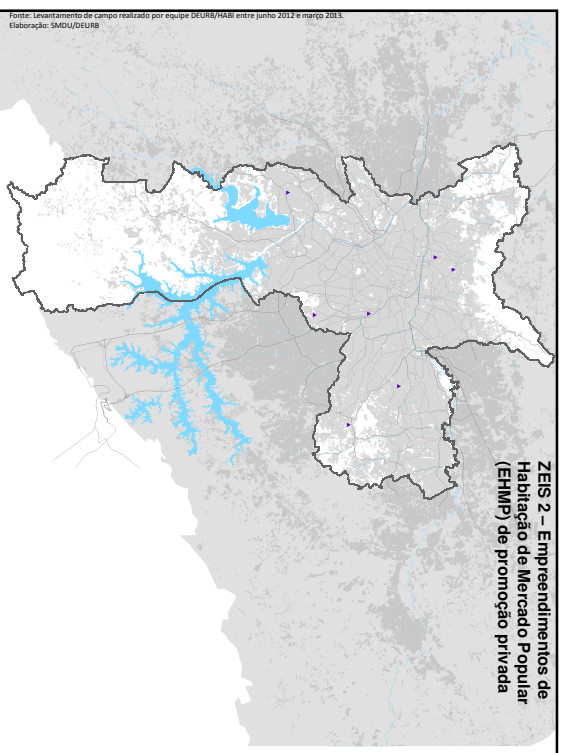 ZEIS 2 – Empreendimentos de
Habitação de Mercado Popular
(EHMP) de promoção privada
Fonte: Levantamento de campo realizado por equipe DEURB/HABI entre junho 2012 e março 2013.
Elaboração: SMDU/DEURB